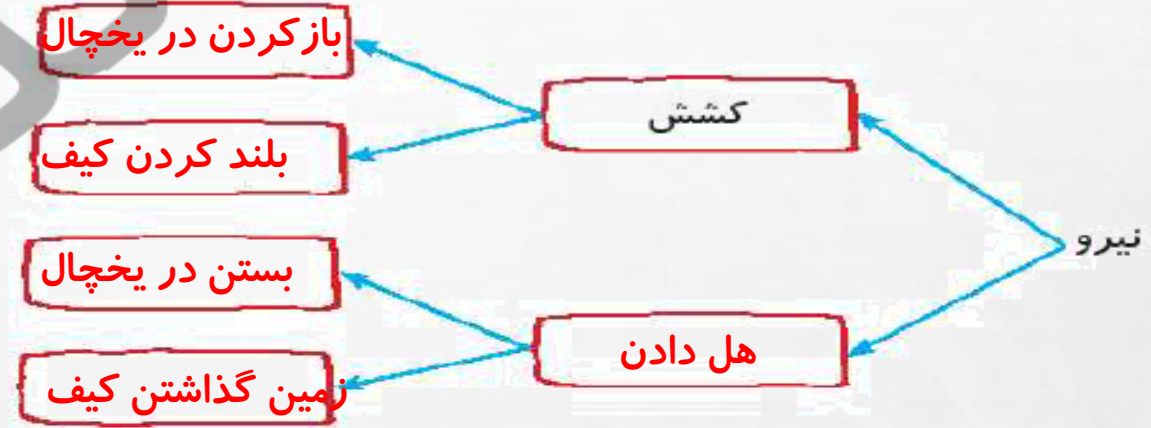 نیرو
کشش
بازکردن در یخچال
بلند کردن کیف
هل دادن
بستن در یخچال
زمین گذاشتن کیف